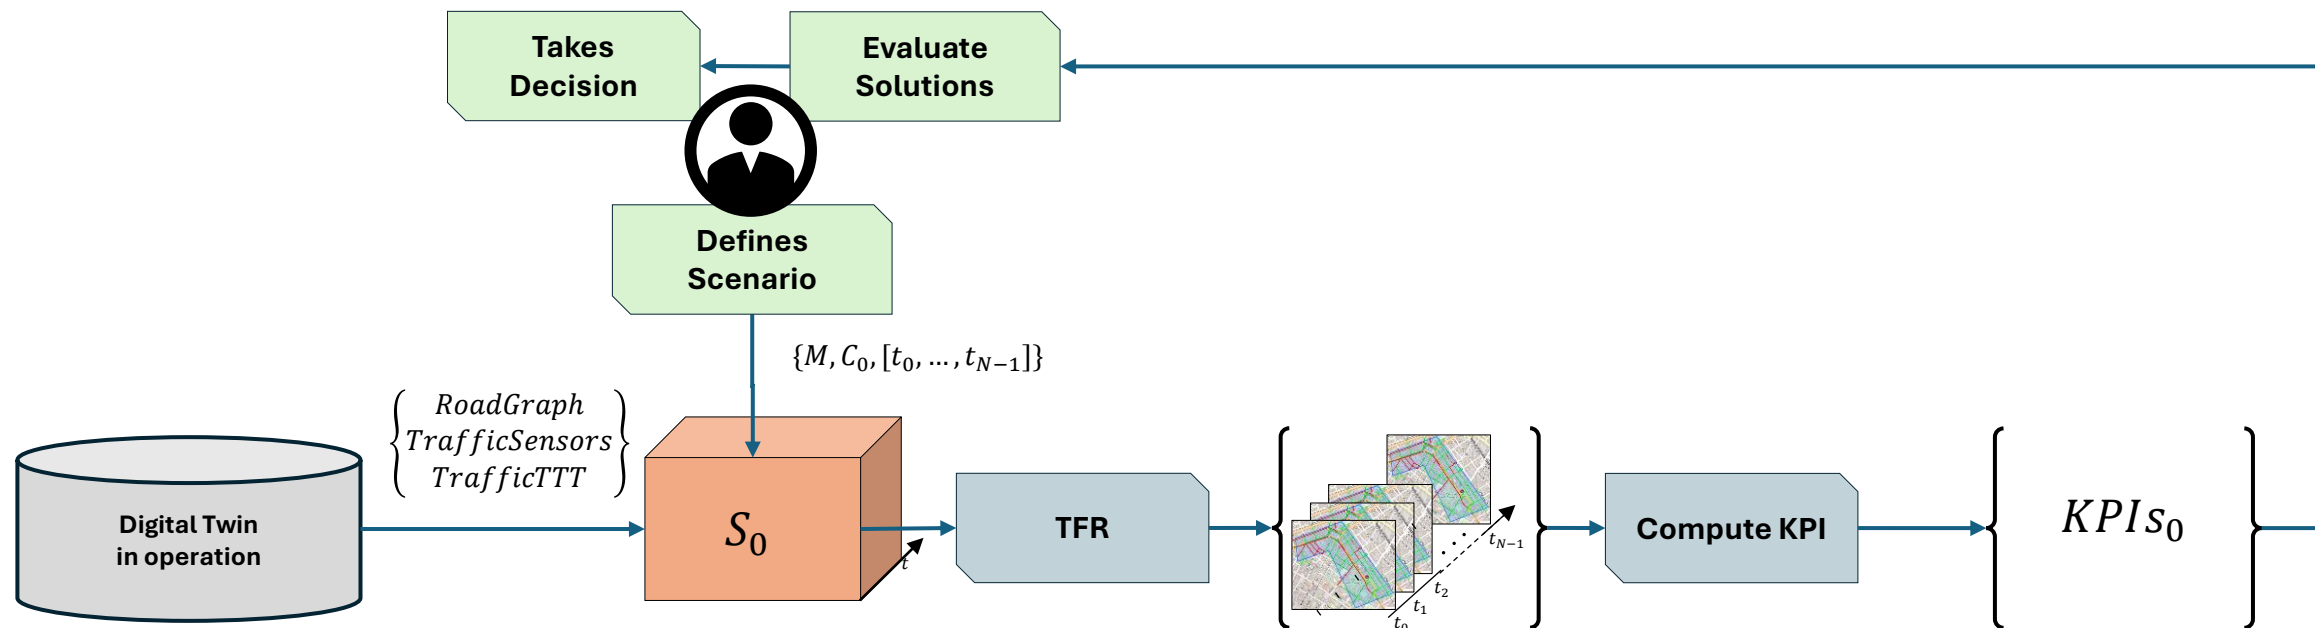 Takes
Decision
Evaluate
Solutions
Defines
Scenario
{M, C₀, [t₀, … , t_{N−1}]}
RoadGraph
TrafficSensors
TrafficTTT
Digital Twin
in operation
S₀
t
TFR
t₀
t₁
t₂
t_{N−1}
Compute KPI
KPIs₀